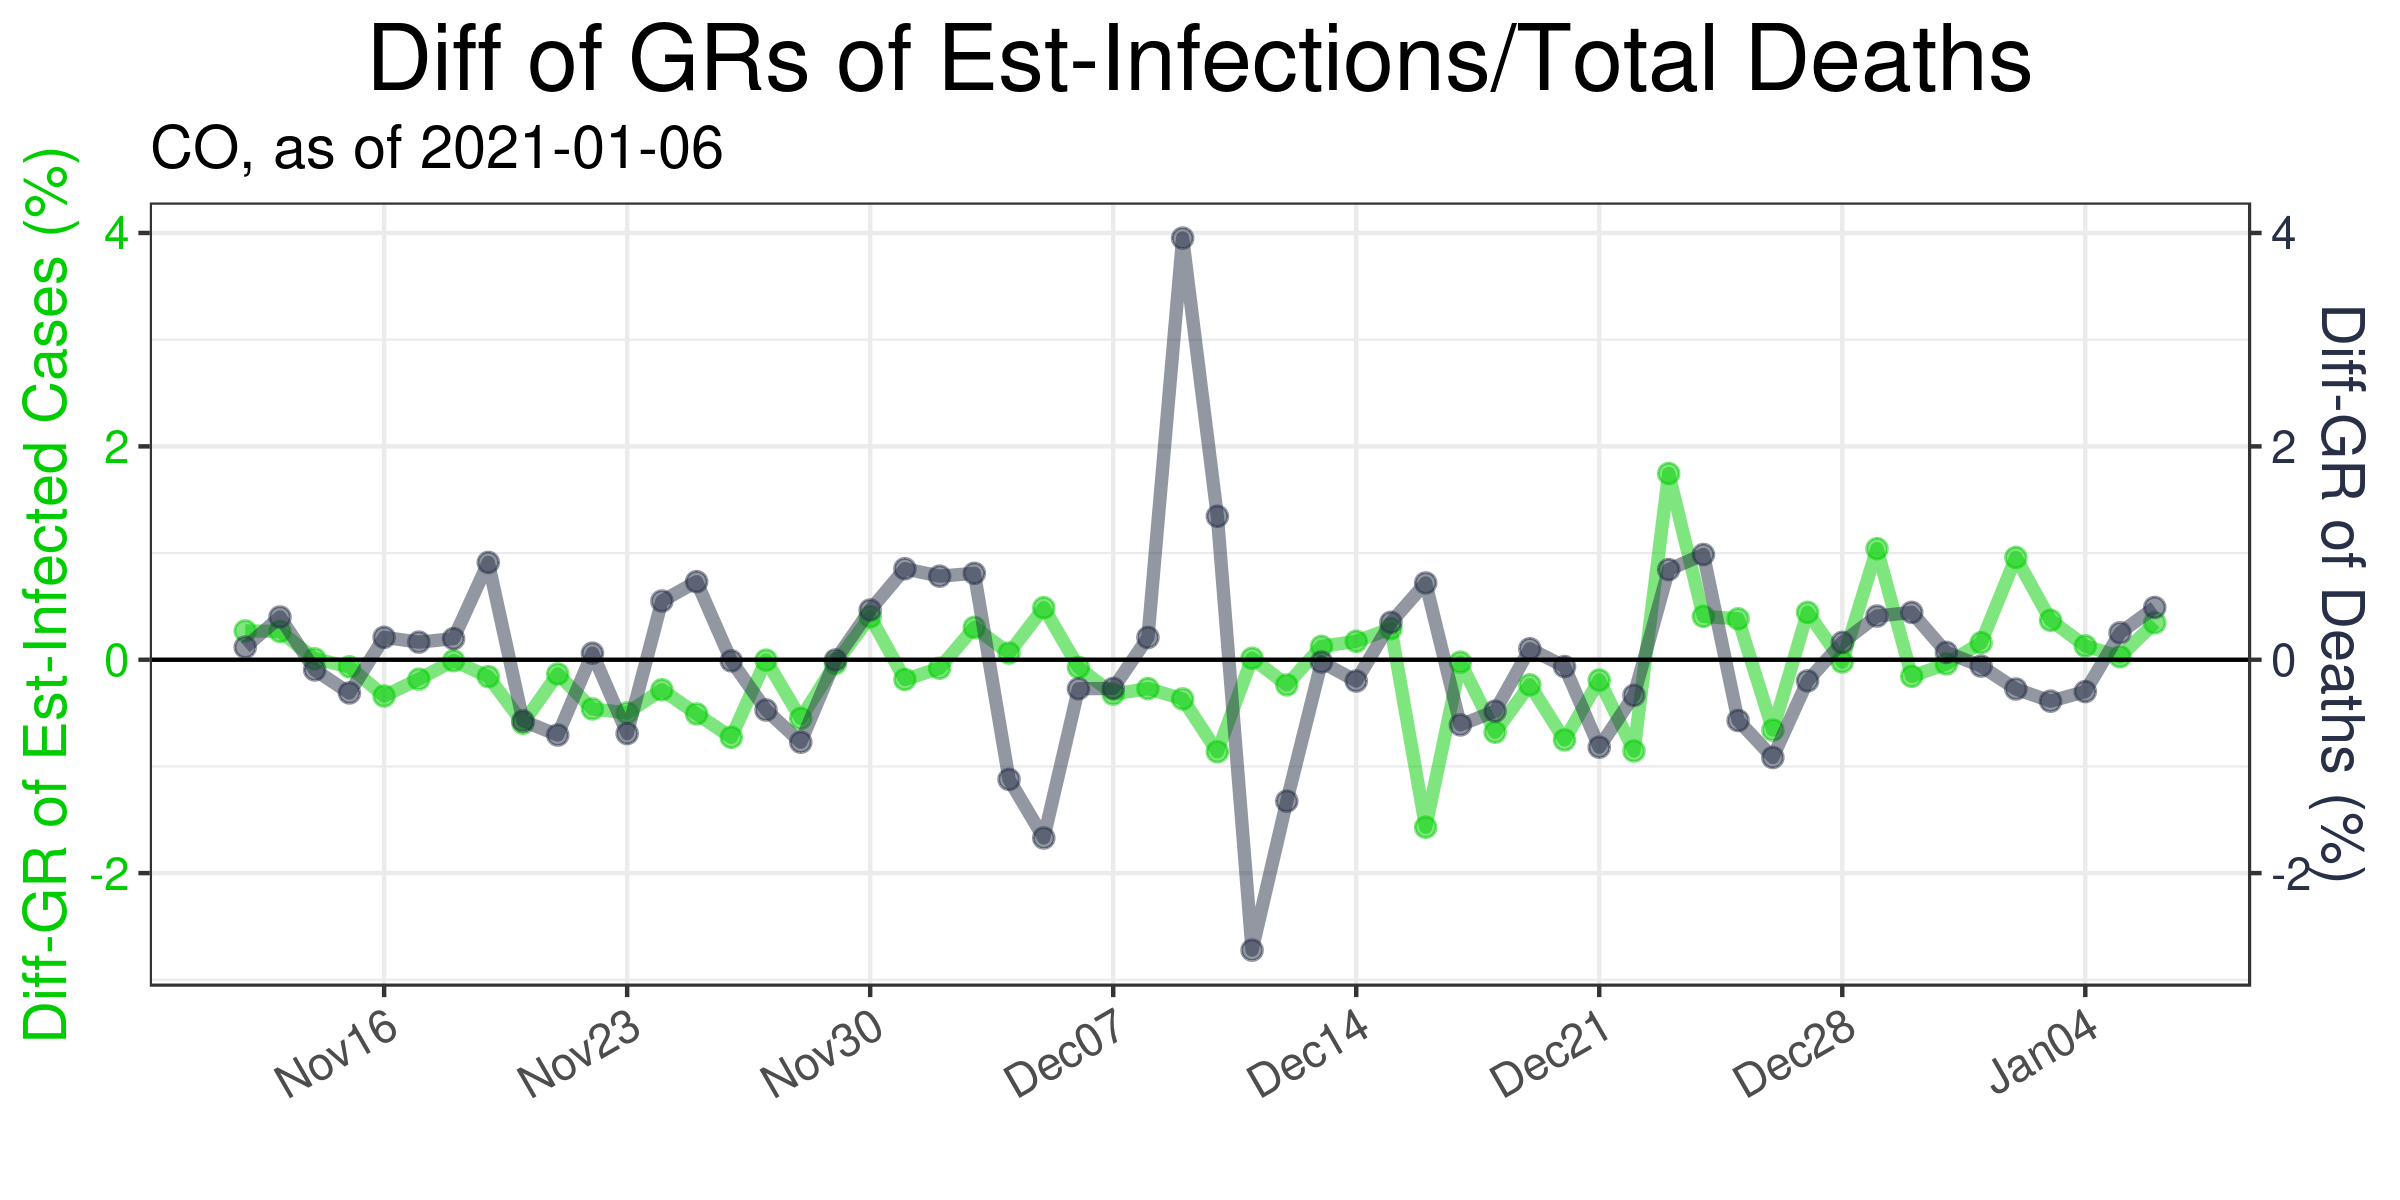 Diff of GRs of Est-Infections/Total Deaths
CO, as of 2021-01-06
Diff-GR of Est-Infected Cases (%)
4
2
0
-2
4
2
0
-2
Diff-GR of Deaths (%)
Nov16
Nov23
Nov30
Dec07
Dec14
Dec21
Dec28
Jan04